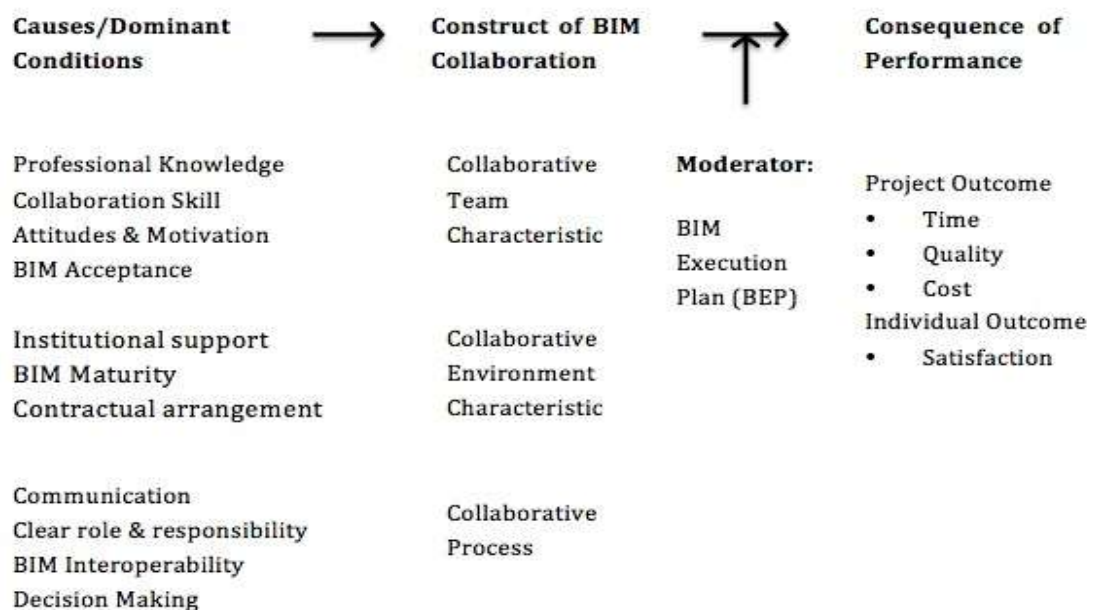 Causes/Dominant
Conditions
Construct of BIM
Collaboration
Consequence of
Performance
Professional Knowledge
Collaboration Skill
Attitudes & Motivation
BIM Acceptance
Collaborative
Team
Characteristic
Moderator:
BIM
Execution
Plan (BEP)
Project Outcome
• Time
• Quality
• Cost
Individual Outcome
• Satisfaction
Institutional support
BIM Maturity
Contractual arrangement
Collaborative
Environment
Characteristic
Communication
Clear role & responsibility
BIM Interoperability
Decision Making
Collaborative
Process